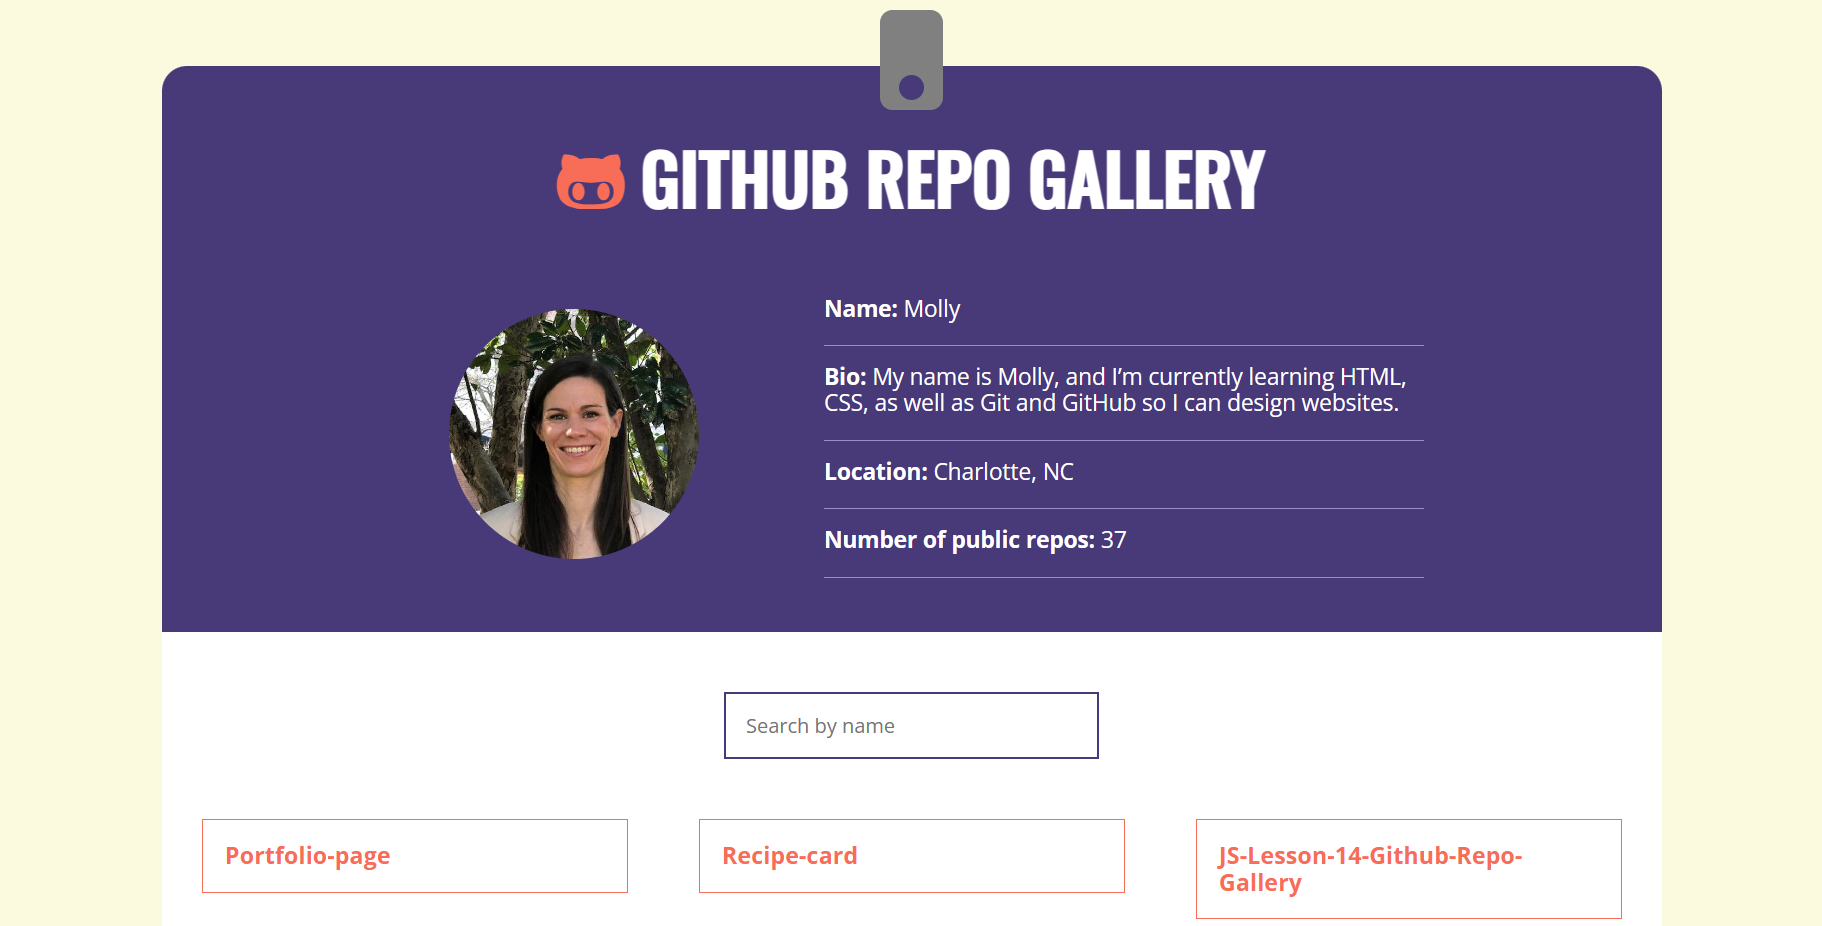 GITHUB REPO GALLERY
Name: Molly
Bio: My name is Molly, and I’m currently learning HTML,
CSS, as well as Git and GitHub so I can design websites.
Location: Charlotte, NC
Number of public repos: 37
Search by name
Portfolio-page
Recipe-card
JS-Lesson-14-Github-Repo-
Gallery